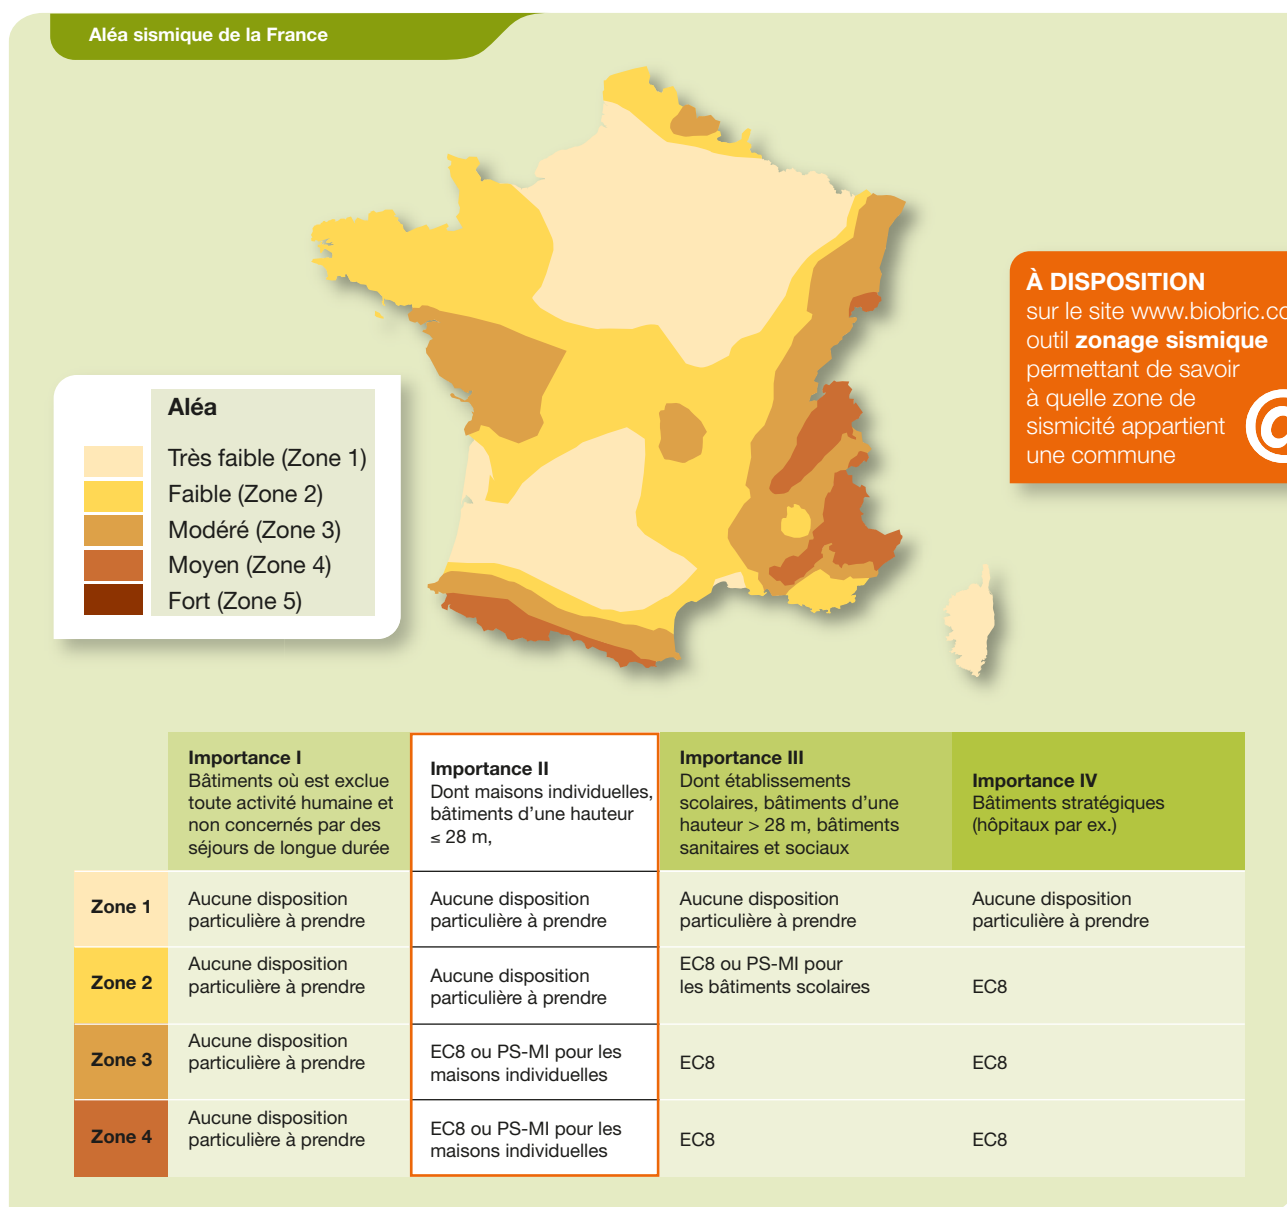 Aléa sismique de la France
À DISPOSITION
sur le site www.biobric.co
outil zonage sismique
permettant de savoir
à quelle zone de
sismicité appartient
une commune
@
Aléa
Très faible (Zone 1)
Faible (Zone 2)
Modéré (Zone 3)
Moyen (Zone 4)
Fort (Zone 5)
Importance I
Bâtiments où est exclue
toute activité humaine et
non concernés par des
séjours de longue durée
Importance II
Dont maisons individuelles,
bâtiments d'une hauteur
≤ 28 m,
Importance III
Dont établissements
scolaires, bâtiments d'une
hauteur > 28 m, bâtiments
sanitaires et sociaux
Importance IV
Bâtiments stratégiques
(hôpitaux par ex.)
Zone 1
Aucune disposition
particulière à prendre
Aucune disposition
particulière à prendre
Aucune disposition
particulière à prendre
Aucune disposition
particulière à prendre
Zone 2
Aucune disposition
particulière à prendre
Aucune disposition
particulière à prendre
EC8 ou PS-MI pour
les bâtiments scolaires
EC8
Zone 3
Aucune disposition
particulière à prendre
EC8 ou PS-MI pour les
maisons individuelles
EC8
EC8
Zone 4
Aucune disposition
particulière à prendre
EC8 ou PS-MI pour les
maisons individuelles
EC8
EC8